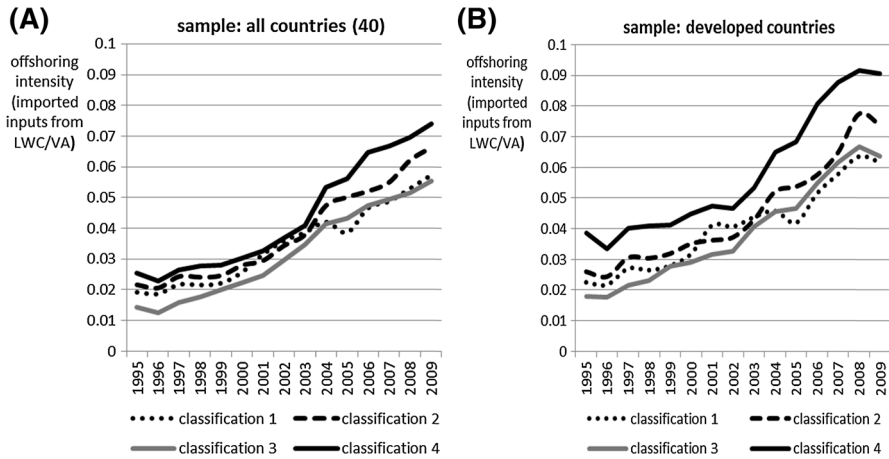 (A)
sample: all countries (40)
offshoring
intensity
(imported
inputs from
LWC/VA)
0.1
0.09
0.08
0.07
0.06
0.05
0.04
0.03
0.02
0.01
0
1995
1996
1997
1998
1999
2000
2001
2002
2003
2004
2005
2006
2007
2008
2009
classification 1
classification 2
classification 3
classification 4
(B)
sample: developed countries
offshoring
intensity
(imported
inputs from
LWC/VA)
0.1
0.09
0.08
0.07
0.06
0.05
0.04
0.03
0.02
0.01
0
1995
1996
1997
1998
1999
2000
2001
2002
2003
2004
2005
2006
2007
2008
2009
classification 1
classification 2
classification 3
classification 4